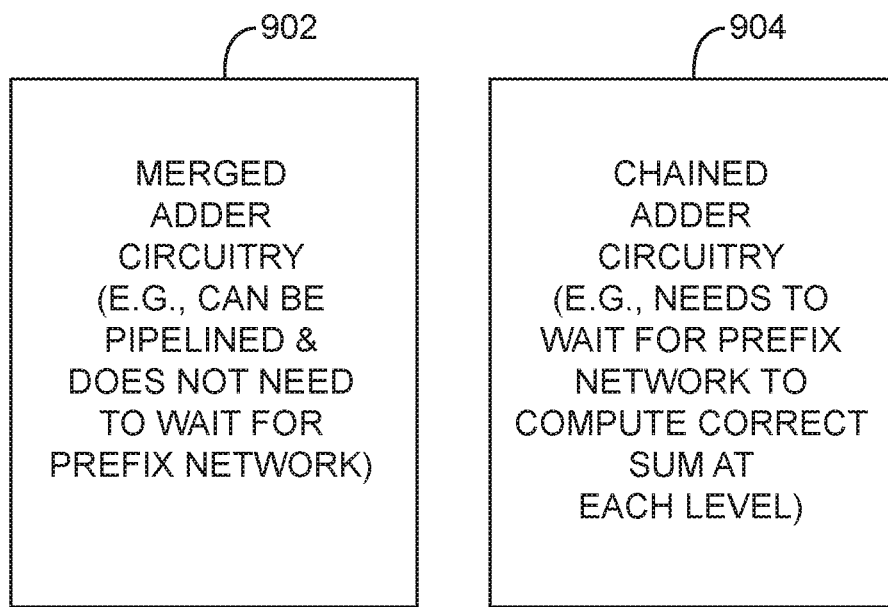 902
MERGED
ADDER
CIRCUITRY
(E.G., CAN BE
PIPELINED &
DOES NOT NEED
TO WAIT FOR
PREFIX NETWORK)
904
CHAINED
ADDER
CIRCUITRY
(E.G., NEEDS TO
WAIT FOR PREFIX
NETWORK TO
COMPUTE CORRECT
SUM AT
EACH LEVEL)